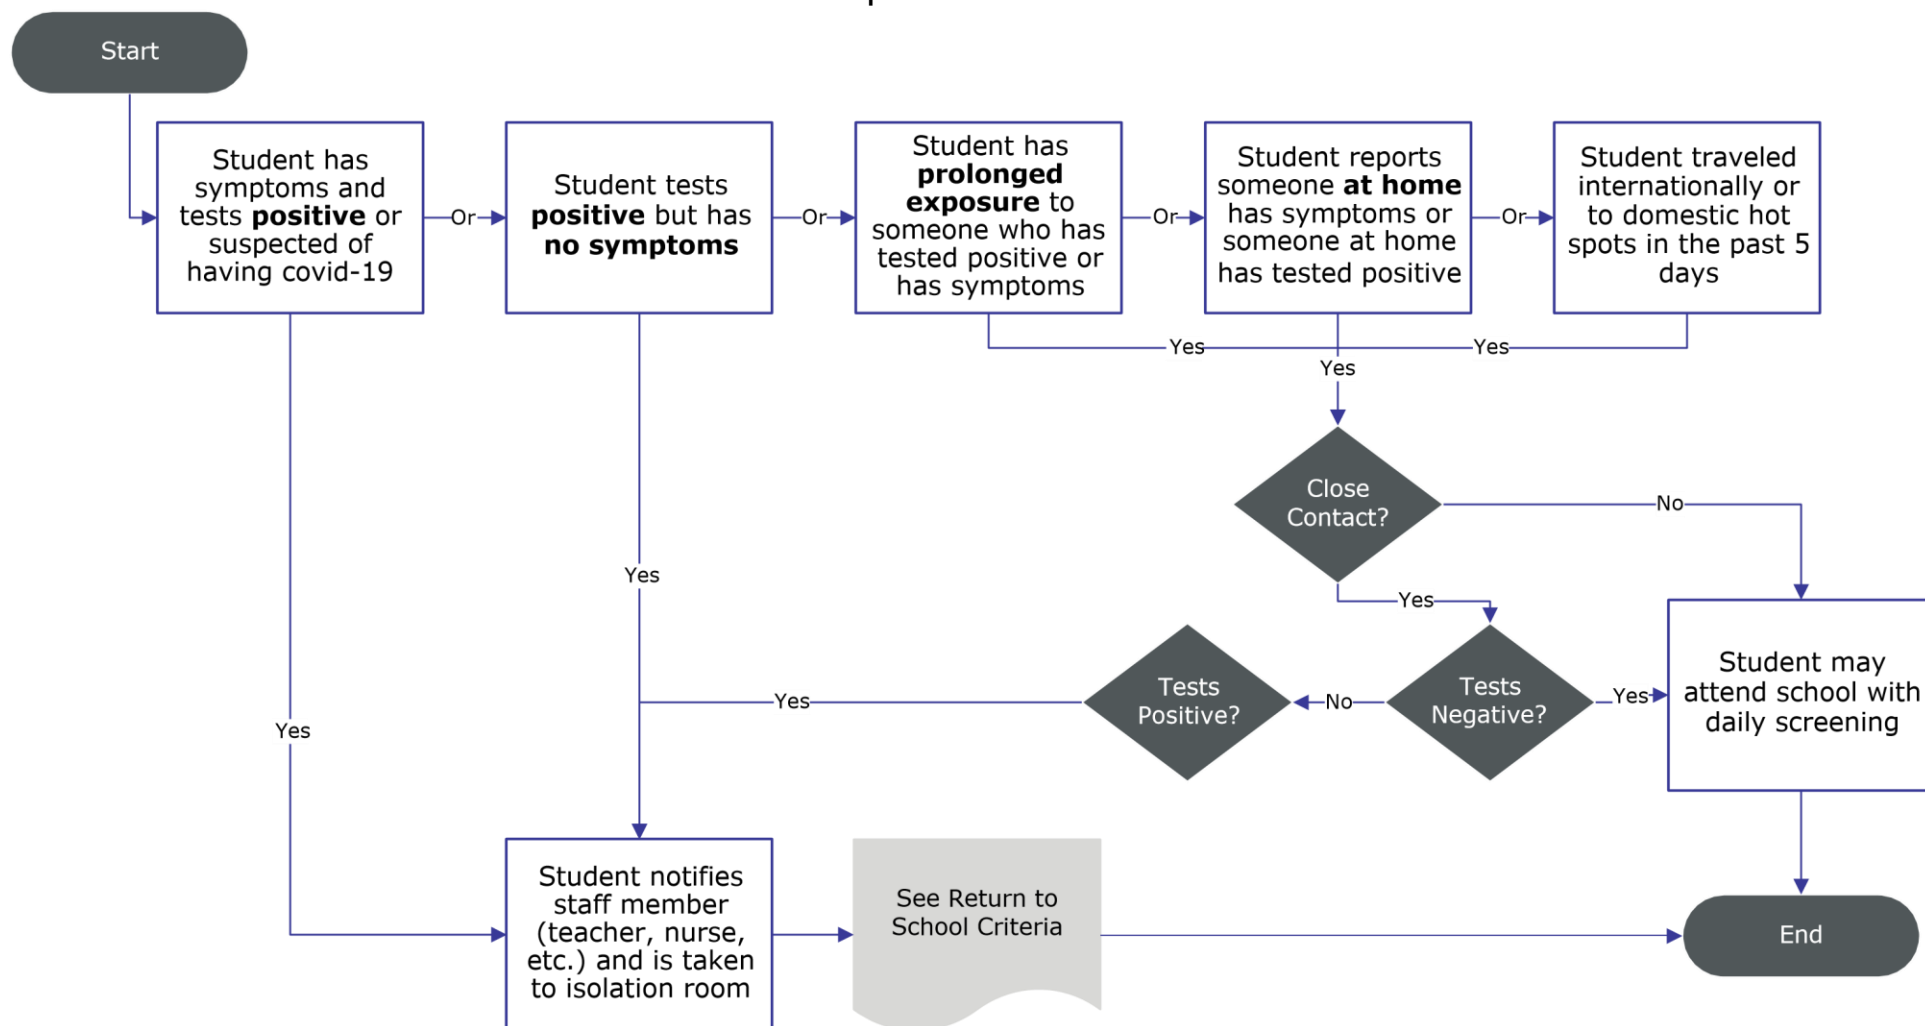 Start
Student has
symptoms and
tests positive or
suspected of
having covid-19
Or
Student tests
positive but has
no symptoms
Or
Student has
prolonged
exposure to
someone who has
tested positive or
has symptoms
Or
Student reports
someone at home
has symptoms or
someone at home
has tested positive
Or
Student traveled
internationally or
to domestic hot
spots in the past 5
days
Yes
Yes
Yes
Close
Contact?
No
Yes
Yes
Tests
Positive?
No
Tests
Negative?
Yes
Yes
Yes
Student may
attend school with
daily screening
Student notifies
staff member
(teacher, nurse,
etc.) and is taken
to isolation room
See Return to
School Criteria
End